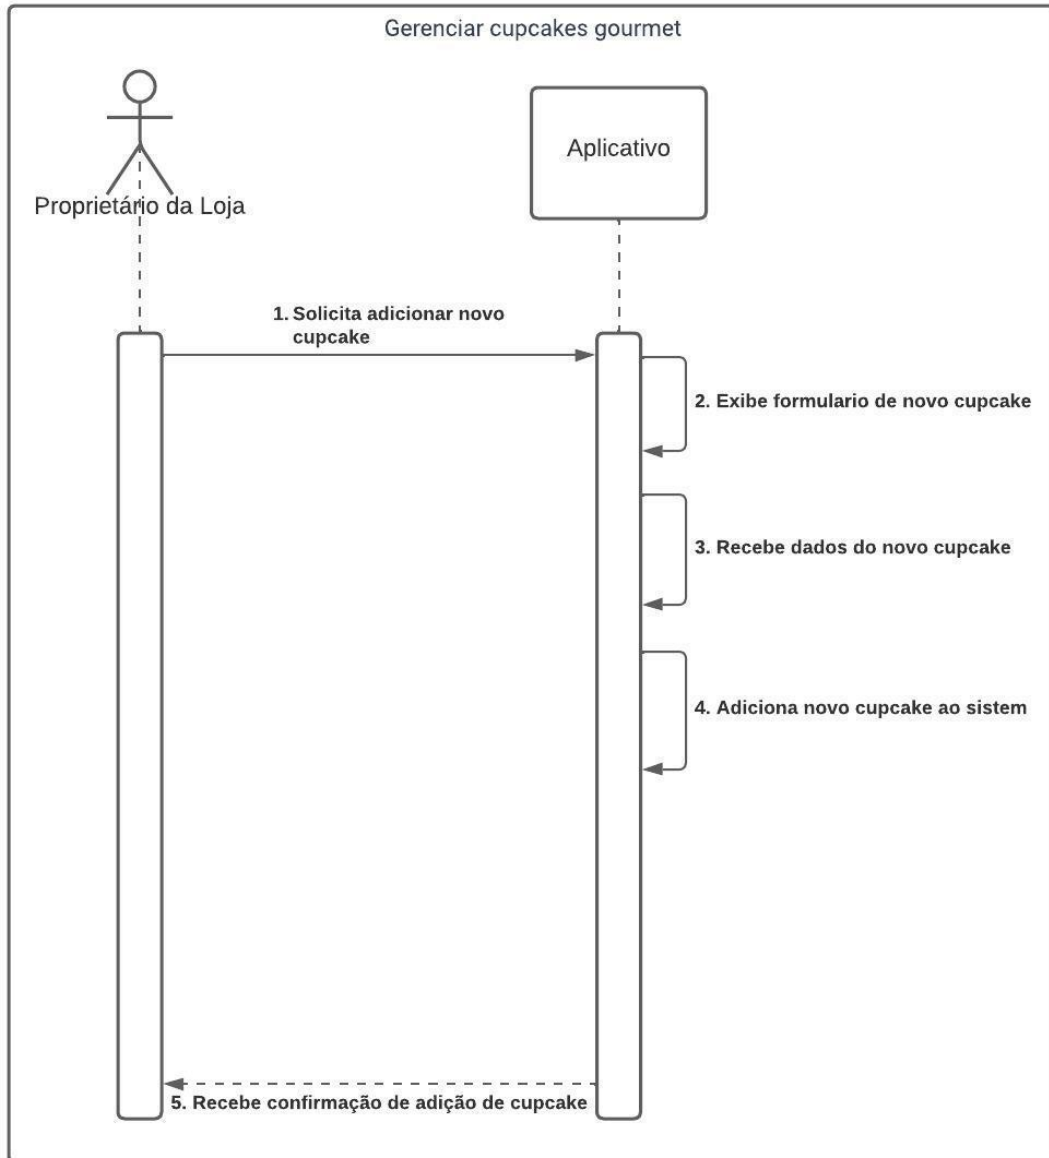 Gerenciar cupcakes gourmet
Aplicativo
Proprietário da Loja
1. Solicita adicionar novo
cupcake
2. Exibe formulario de novo cupcake
3. Recebe dados do novo cupcake
4. Adiciona novo cupcake ao sistem
5. Recebe confirmação de adição de cupcake